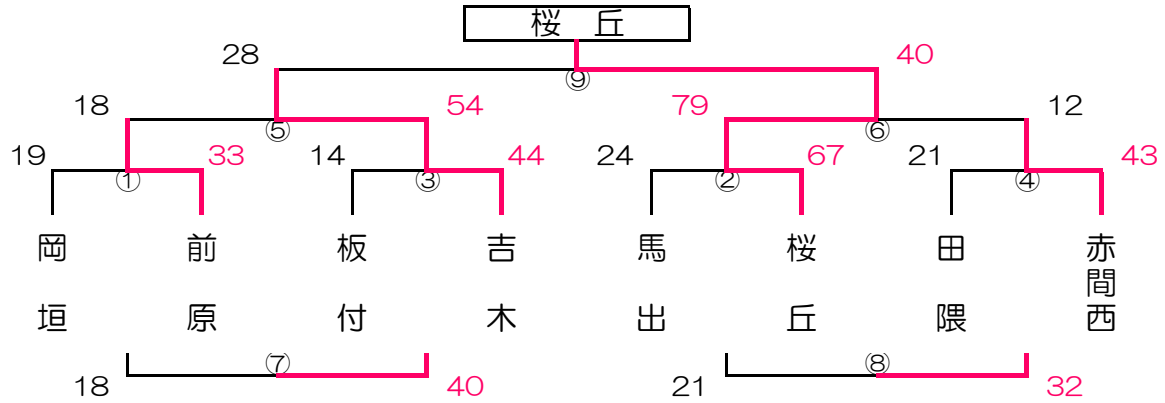 桜丘
28 40
⑨
18 54 79 12
⑤ ⑥
19 33 14 44 24 67 21 43
① ③ ② ④
岡垣 前原 板付 吉木 馬出 桜丘 田隈 赤間西
⑦ ⑧
18 40 21 32